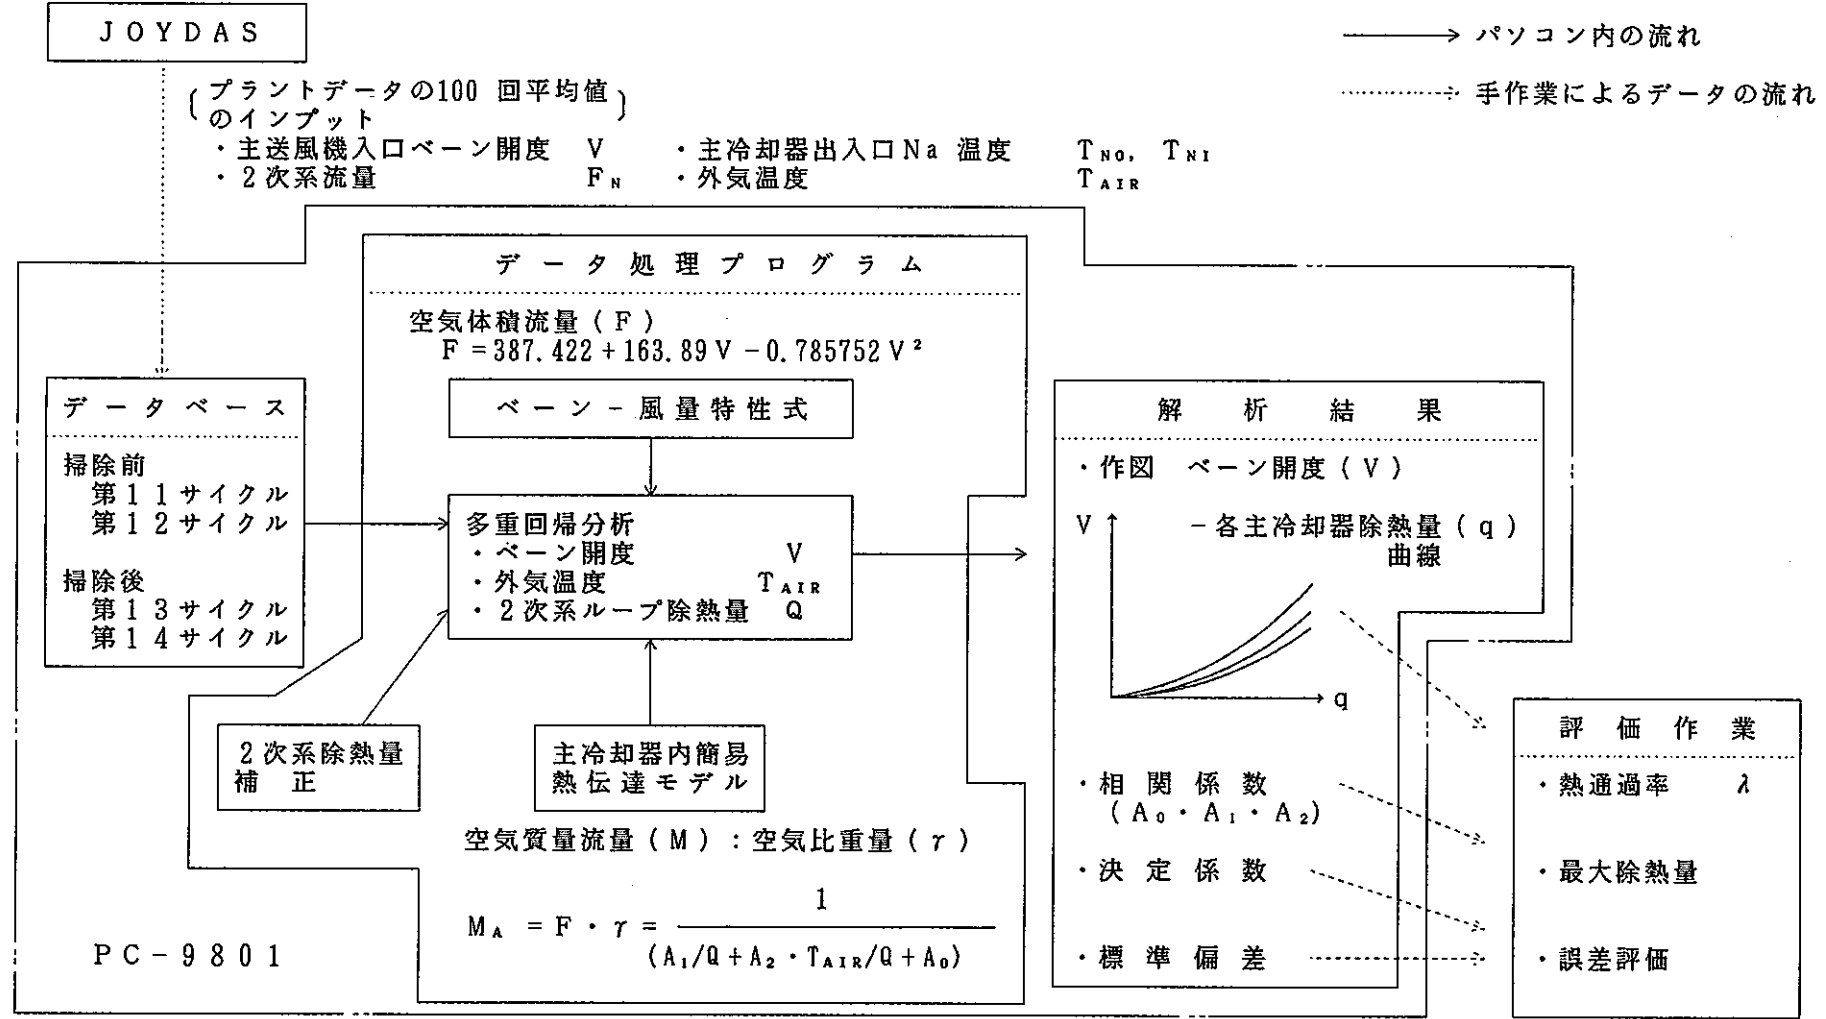 JOYDAS
プラントデータの100 回平均値
のインプット
・主送風機入口ベーン開度 V ・主冷却器出入口Na 温度 T_NO, T_NI
・2次系流量 F_N ・外気温度 T_AIR
→ パソコン内の流れ
┈→ 手作業によるデータの流れ
データ処理プログラム
空気体積流量(F)
F=387.422+163.89V-0.785752V²
ベーン-風量特性式
データベース
掃除前
第11サイクル
第12サイクル
掃除後
第13サイクル
第14サイクル
多重回帰分析
・ベーン開度 V
・外気温度 T_AIR
・2次系ループ除熱量 Q
2次系除熱量
補 正
主冷却器内簡易
熱伝達モデル
空気質量流量(M):空気比重量(γ)
M_A = F・γ = 1
(A₁/Q+A₂・T_AIR/Q+A₀)
PC-9801
解析結果
・作図 ベーン開度(V)
V -各主冷却器除熱量(q)
曲線
q
・相関係数
(A₀・A₁・A₂)
・決定係数
・標準偏差
評価作業
・熱通過率 λ
・最大除熱量
・誤差評価